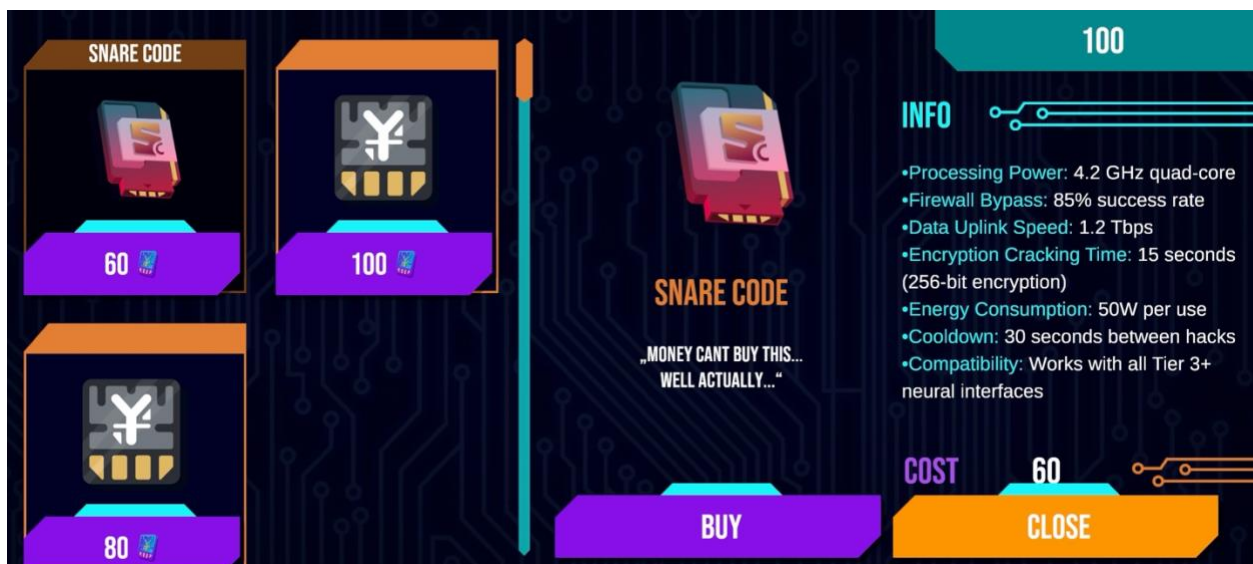 SNARE CODE
60
¥
100
¥
80
Sc
SNARE CODE
„MONEY CANT BUY THIS...
WELL ACTUALLY...“
BUY
100
INFO
•Processing Power: 4.2 GHz quad-core
•Firewall Bypass: 85% success rate
•Data Uplink Speed: 1.2 Tbps
•Encryption Cracking Time: 15 seconds
(256-bit encryption)
•Energy Consumption: 50W per use
•Cooldown: 30 seconds between hacks
•Compatibility: Works with all Tier 3+
neural interfaces
COST 60
CLOSE